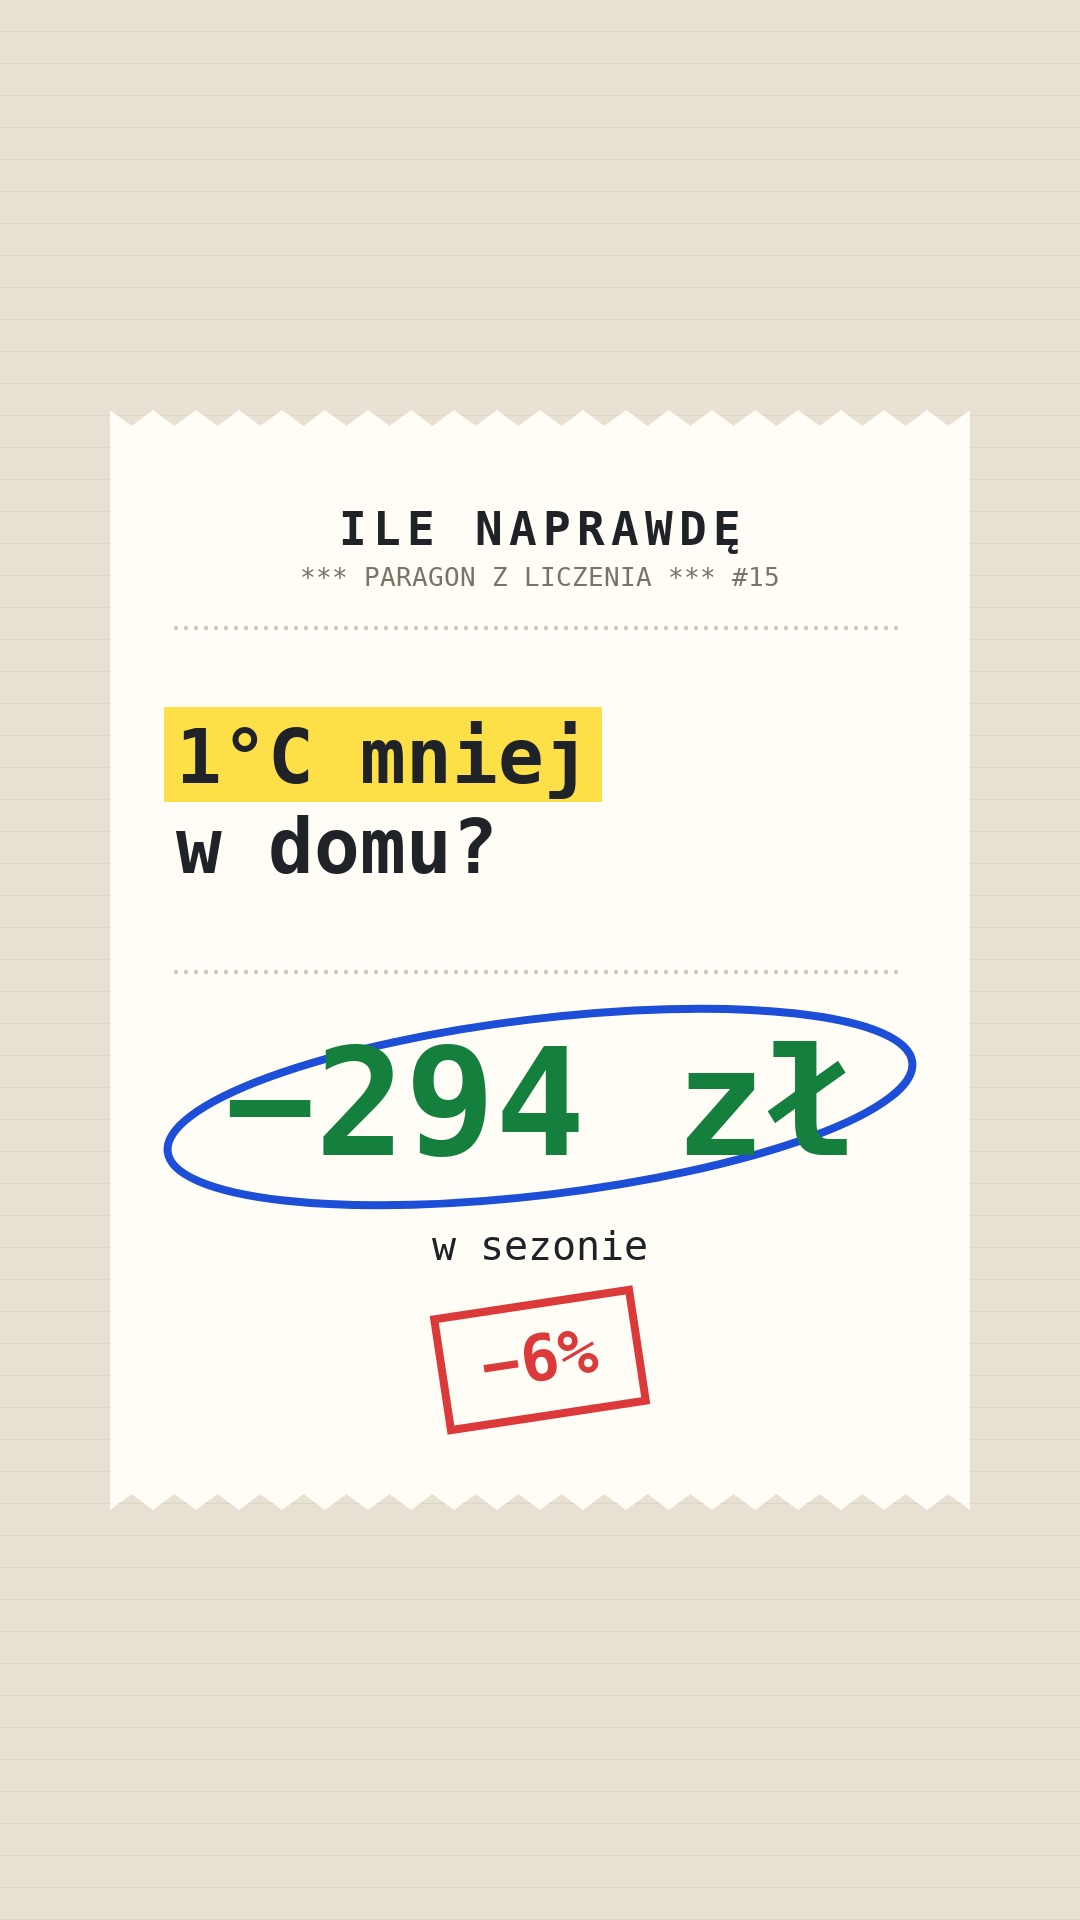 ILE NAPRAWDĘ
*** PARAGON Z LICZENIA *** #15
1°C mniej
w domu?
−294 zł
w sezonie
−6%